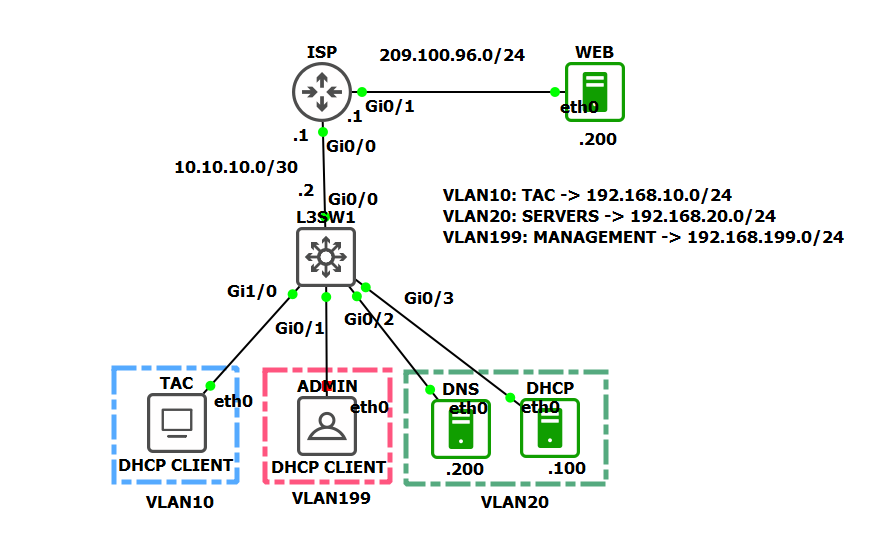 ISP
209.100.96.0/24
WEB
Gi0/1
eth0
.1
.1
Gi0/0
.200
10.10.10.0/30
.2
Gi0/0
VLAN10: TAC -> 192.168.10.0/24
VLAN20: SERVERS -> 192.168.20.0/24
VLAN199: MANAGEMENT -> 192.168.199.0/24
L3SW1
Gi1/0
Gi0/1
Gi0/2
Gi0/3
TAC
eth0
DHCP CLIENT
VLAN10
ADMIN
eth0
DHCP CLIENT
VLAN199
DNS
eth0
.200
DHCP
eth0
.100
VLAN20